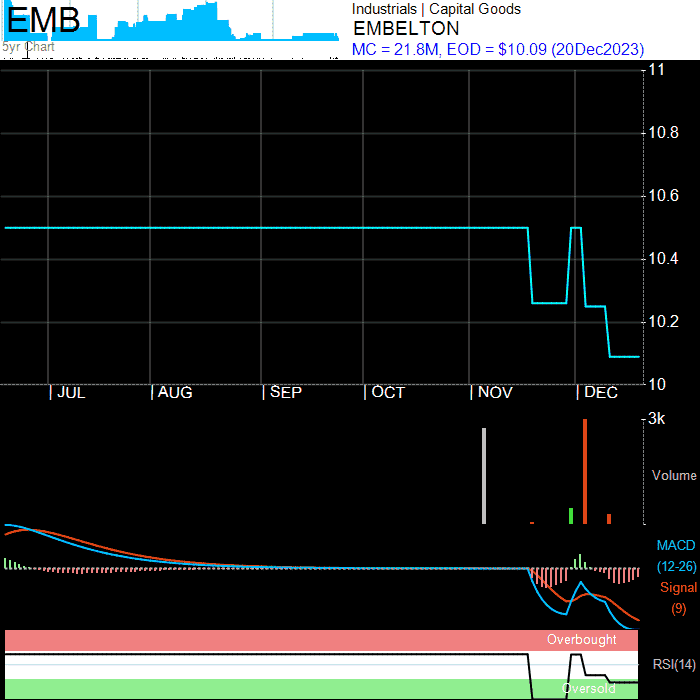 EMB
5yr Chart
Industrials | Capital Goods
EMBELTON
MC = 21.8M, EOD = $10.09 (20Dec2023)
11
10.8
10.6
10.4
10.2
10
| JUL | AUG | SEP | OCT | NOV | DEC
3k
Volume
MACD
(12-26)
Signal
(9)
Overbought
RSI(14)
Oversold